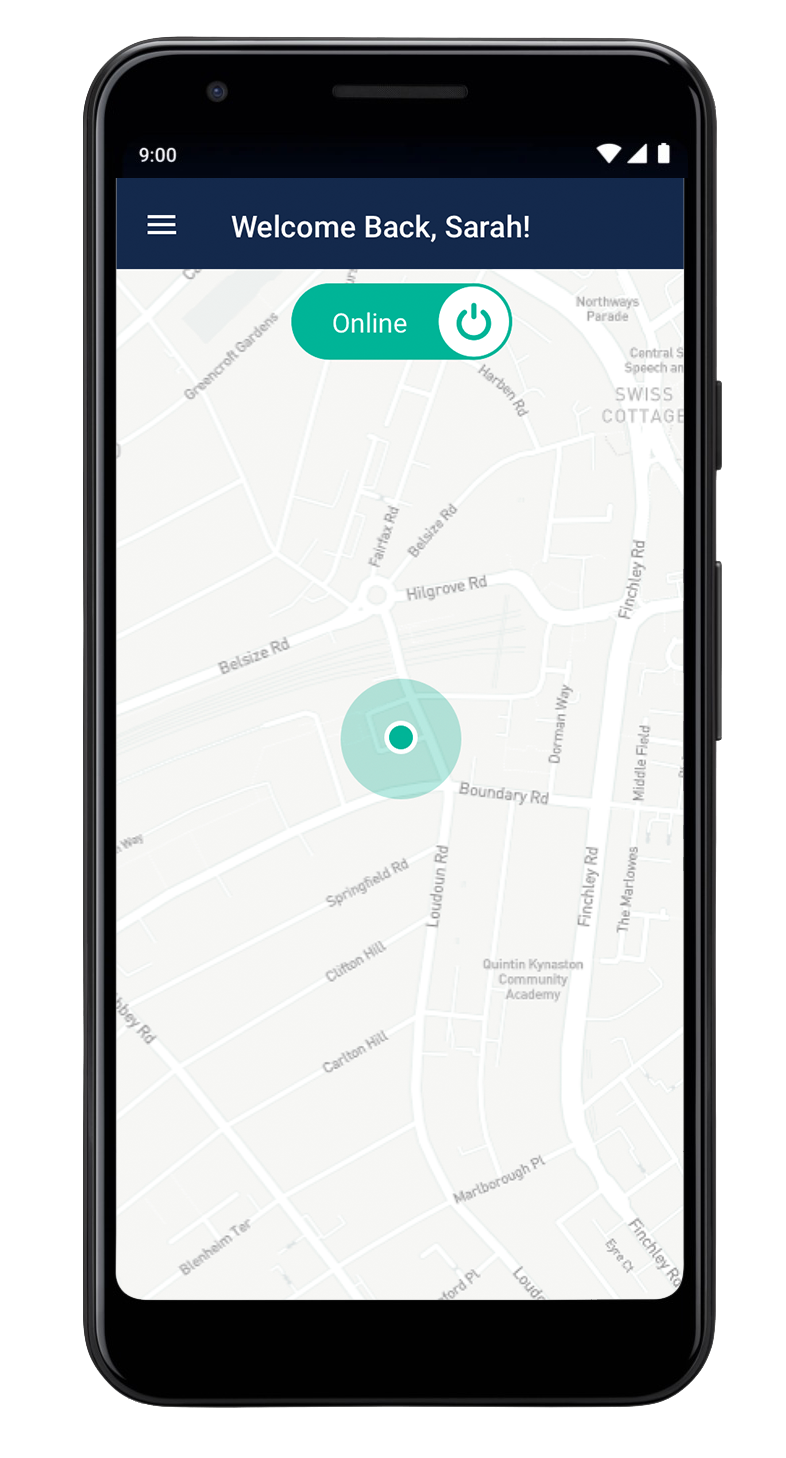 9:00
Welcome Back, Sarah!
Online
Greencroft Gardens
Northways
Parade
Central S
Speech an
SWISS
COTTAGE
Harben Rd
Fairfax Rd
Belsize Rd
Hilgrove Rd
Finchley Rd
Belsize Rd
Dorman Way
Middle Field
Boundary Rd
Way
Springfield Rd
Loudoun Rd
Finchley Rd
The Marlowes
Clifton Hill
Quintin Kynaston
Community
Academy
bbey Rd
Carlton Hill
Marlborough Pl
Blenheim Ter
Eyre Ct
Finchley Rd
ford Pl
Loudo